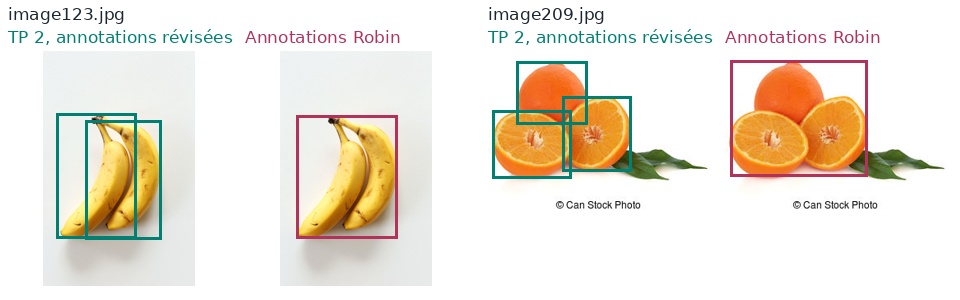 image123.jpg
TP 2, annotations révisées Annotations Robin
image209.jpg
TP 2, annotations révisées Annotations Robin
© Can Stock Photo © Can Stock Photo